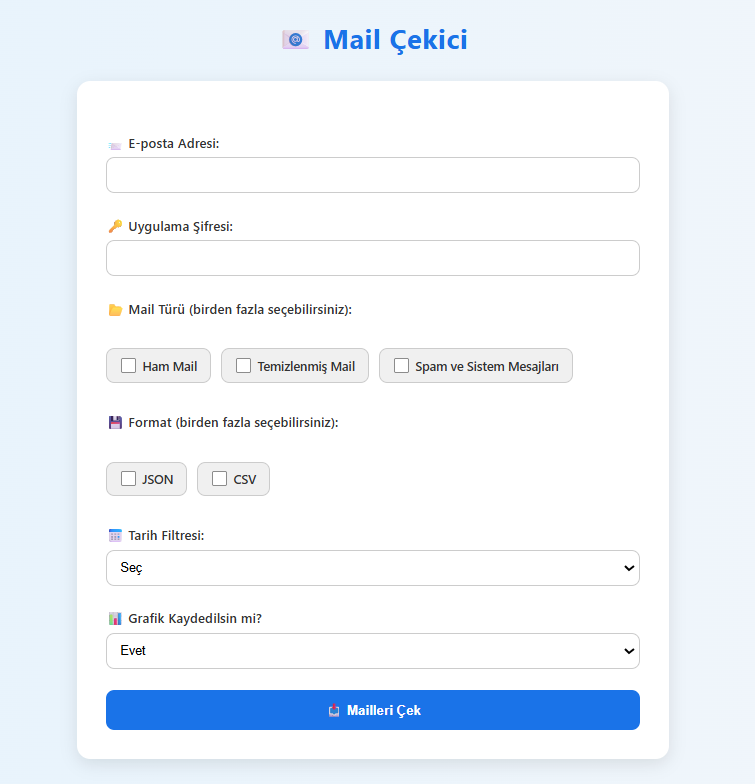 Mail Çekici
E-posta Adresi:
Uygulama Şifresi:
Mail Türü (birden fazla seçebilirsiniz):
Ham Mail Temizlenmiş Mail Spam ve Sistem Mesajları
Format (birden fazla seçebilirsiniz):
JSON CSV
Tarih Filtresi:
Seç
Grafik Kaydedilsin mi?
Evet
Mailleri Çek